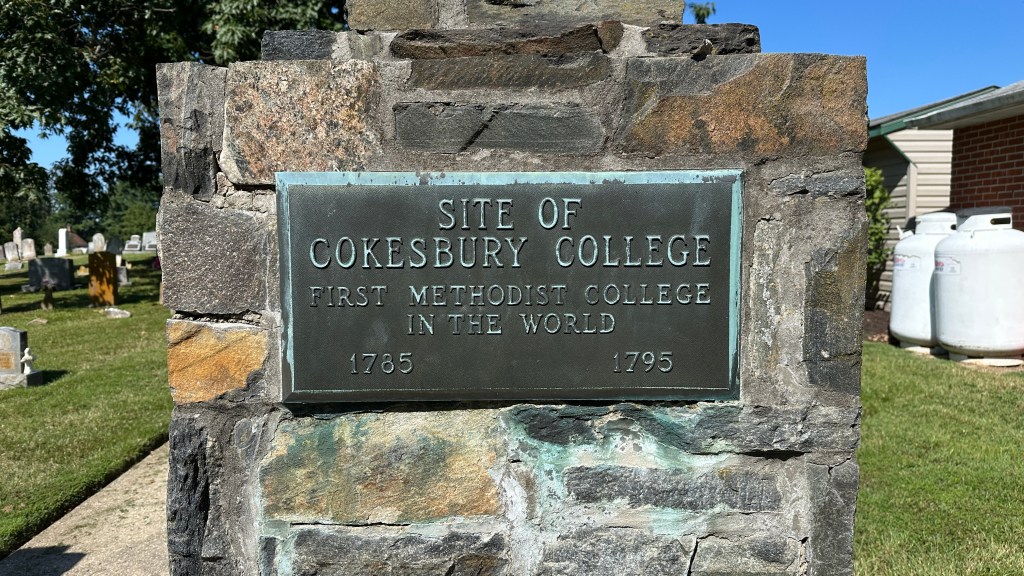 SITE OF
COKESBURY COLLEGE
FIRST METHODIST COLLEGE
IN THE WORLD
1785 1795